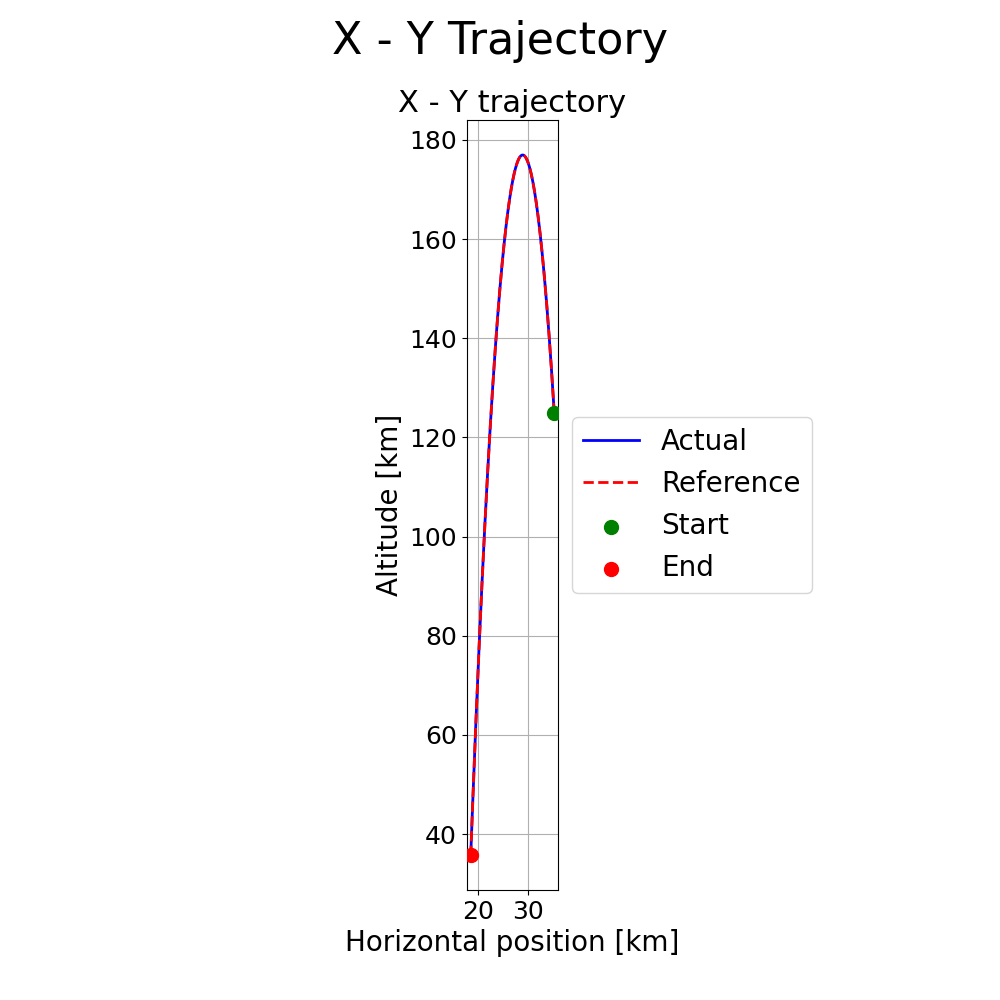 X - Y Trajectory
X - Y trajectory
180
160
140
120
100
80
60
40
20 30
Altitude [km]
Horizontal position [km]
Actual
Reference
Start
End